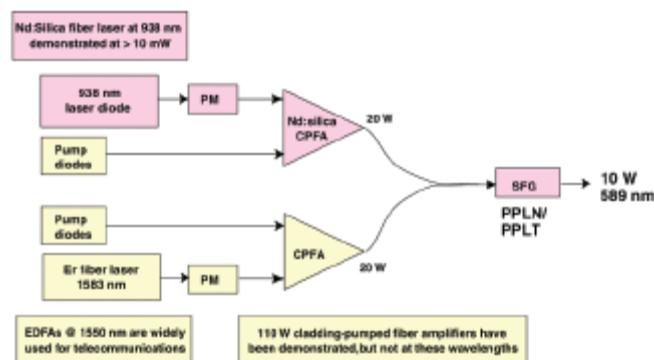 Nd:Silica fiber laser at 938 nm
demonstrated at > 10 mW
938 nm
laser diode
PM
Nd:silica
CPFA
20 W
Pump
diodes
SFG
10 W
589 nm
PPLN/
PPLT
Pump
diodes
CPFA
20 W
Er fiber laser
1583 nm
PM
EDFAs @ 1550 nm are widely
used for telecommunications
110 W cladding-pumped fiber amplifiers have
been demonstrated,but not at these wavelengths